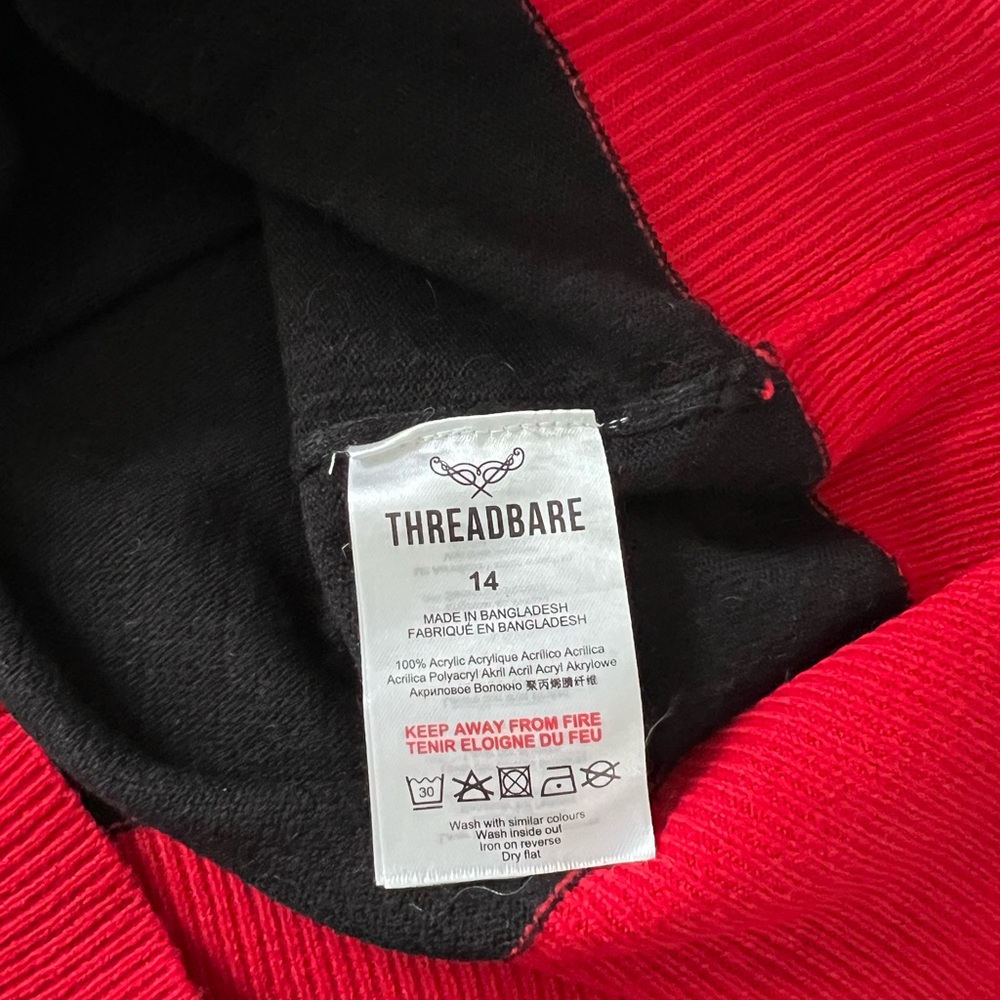 THREADBARE
14
MADE IN BANGLADESH
FABRIQUÉ EN BANGLADESH
100% Acrylic Acrylique Acrílico Acrilica
Acrilica Polyacryl Akril Acril Acryl Akrylowe
Акриловое Волокно 聚丙烯腈纤维
KEEP AWAY FROM FIRE
TENIR ELOIGNE DU FEU
30
Wash with similar colours
Wash inside out
Iron on reverse
Dry flat